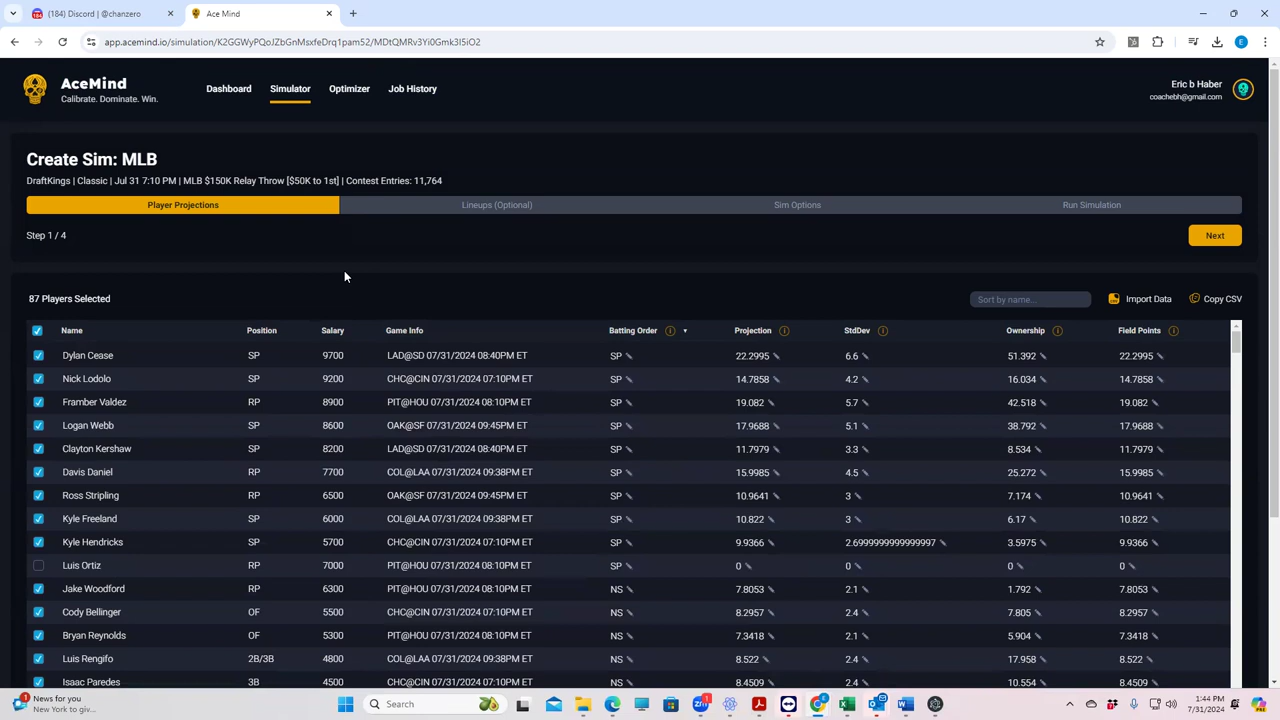 (184) Discord | @chanzero
Ace Mind
app.acemind.io/simulation/K2GGWyPQoJZbGnMsxfeDrq1pam52/MDtQMRv3Yi0Gmk3I5iO2
AceMind
Calibrate. Dominate. Win.
Dashboard Simulator Optimizer Job History
Eric b Haber
coachebh@gmail.com
Create Sim: MLB
DraftKings | Classic | Jul 31 7:10 PM | MLB $150K Relay Throw [$50K to 1st] | Contest Entries: 11,764
Player Projections Lineups (Optional) Sim Options Run Simulation
Step 1 / 4 Next
87 Players Selected Sort by name... Import Data Copy CSV
Name Position Salary Game Info Batting Order Projection StdDev Ownership Field Points
Dylan Cease SP 9700 LAD@SD 07/31/2024 08:40PM ET SP 22.2995 6.6 51.392 22.2995
Nick Lodolo SP 9200 CHC@CIN 07/31/2024 07:10PM ET SP 14.7858 4.2 16.034 14.7858
Framber Valdez RP 8900 PIT@HOU 07/31/2024 08:10PM ET SP 19.082 5.7 42.518 19.082
Logan Webb SP 8600 OAK@SF 07/31/2024 09:45PM ET SP 17.9688 5.1 38.792 17.9688
Clayton Kershaw SP 8200 LAD@SD 07/31/2024 08:40PM ET SP 11.7979 3.3 8.534 11.7979
Davis Daniel RP 7700 COL@LAA 07/31/2024 09:38PM ET SP 15.9985 4.5 25.272 15.9985
Ross Stripling RP 6500 OAK@SF 07/31/2024 09:45PM ET SP 10.9641 3 7.174 10.9641
Kyle Freeland SP 6000 COL@LAA 07/31/2024 09:38PM ET SP 10.822 3 6.17 10.822
Kyle Hendricks SP 5700 CHC@CIN 07/31/2024 07:10PM ET SP 9.9366 2.6999999999999997 3.5975 9.9366
Luis Ortiz RP 7000 PIT@HOU 07/31/2024 08:10PM ET SP 0 0 0 0
Jake Woodford RP 6300 PIT@HOU 07/31/2024 08:10PM ET NS 7.8053 2.1 1.792 7.8053
Cody Bellinger OF 5500 CHC@CIN 07/31/2024 07:10PM ET NS 8.2957 2.4 7.805 8.2957
Bryan Reynolds OF 5300 PIT@HOU 07/31/2024 08:10PM ET NS 7.3418 2.1 5.904 7.3418
Luis Rengifo 2B/3B 4800 COL@LAA 07/31/2024 09:38PM ET NS 8.522 2.4 17.958 8.522
Isaac Paredes 3B 4500 CHC@CIN 07/31/2024 07:10PM ET NS 8.4509 2.4 10.554 8.4509
News for you
New York to giv...
Search
1:44 PM
7/31/2024